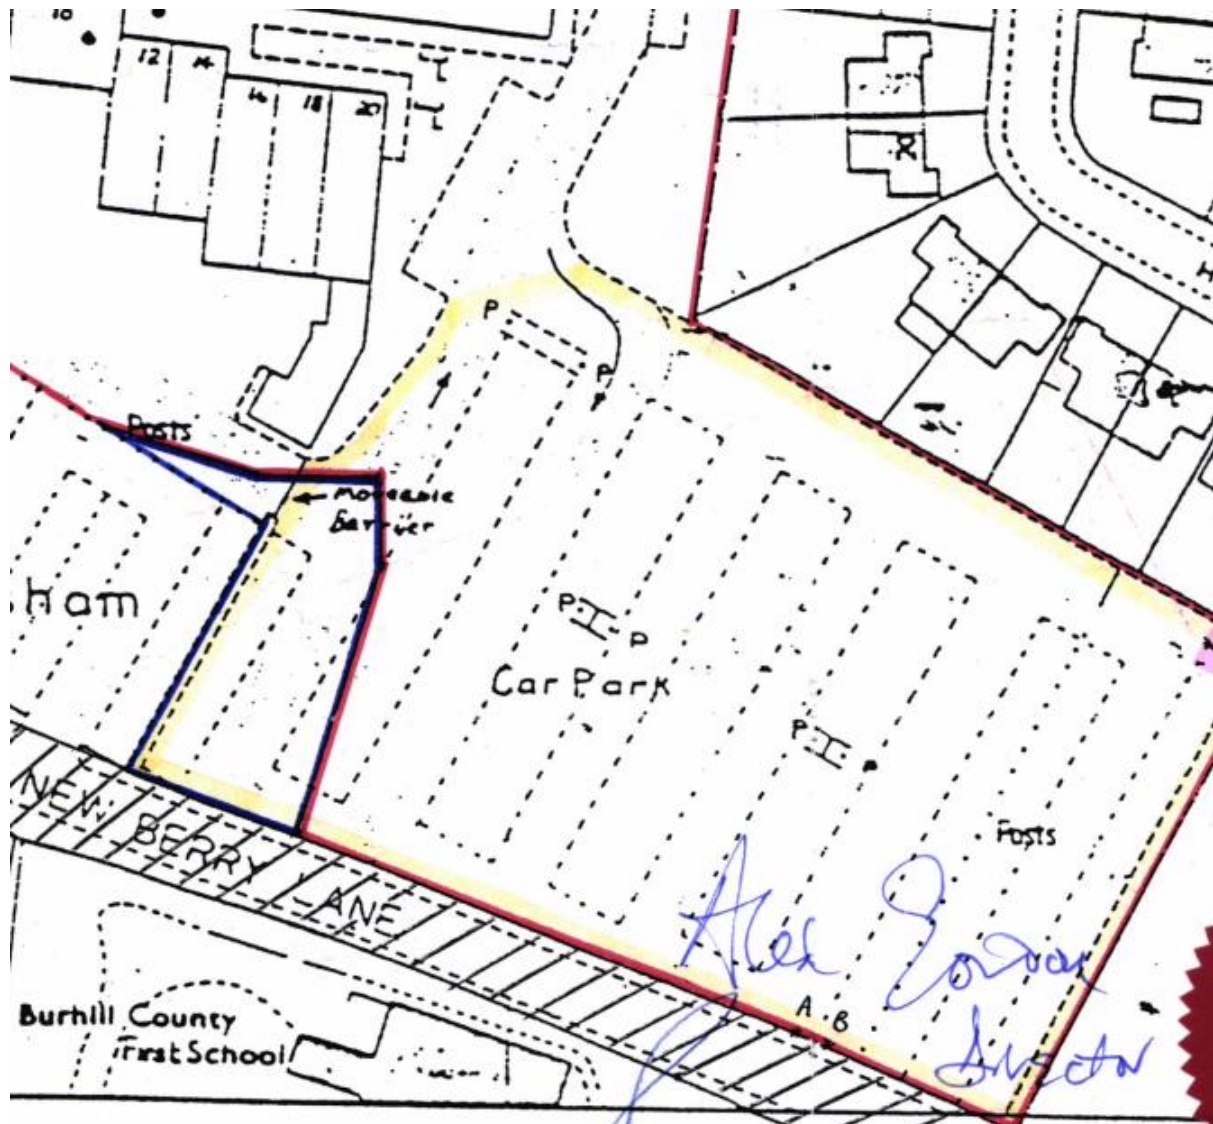 10
12
14
16
18
20
P
P
Posts
Moveable
Barrier
ham
P
P
Car Park
P
P
Posts
NEW BERRY LANE
Alex
Director
A B
Burhill County
First School
H